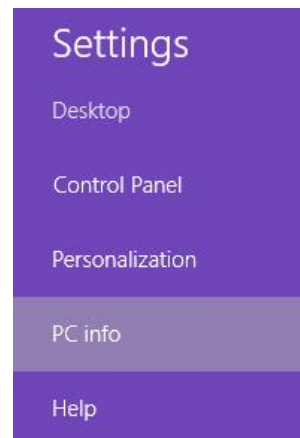 Settings
Desktop
Control Panel
Personalization
PC info
Help